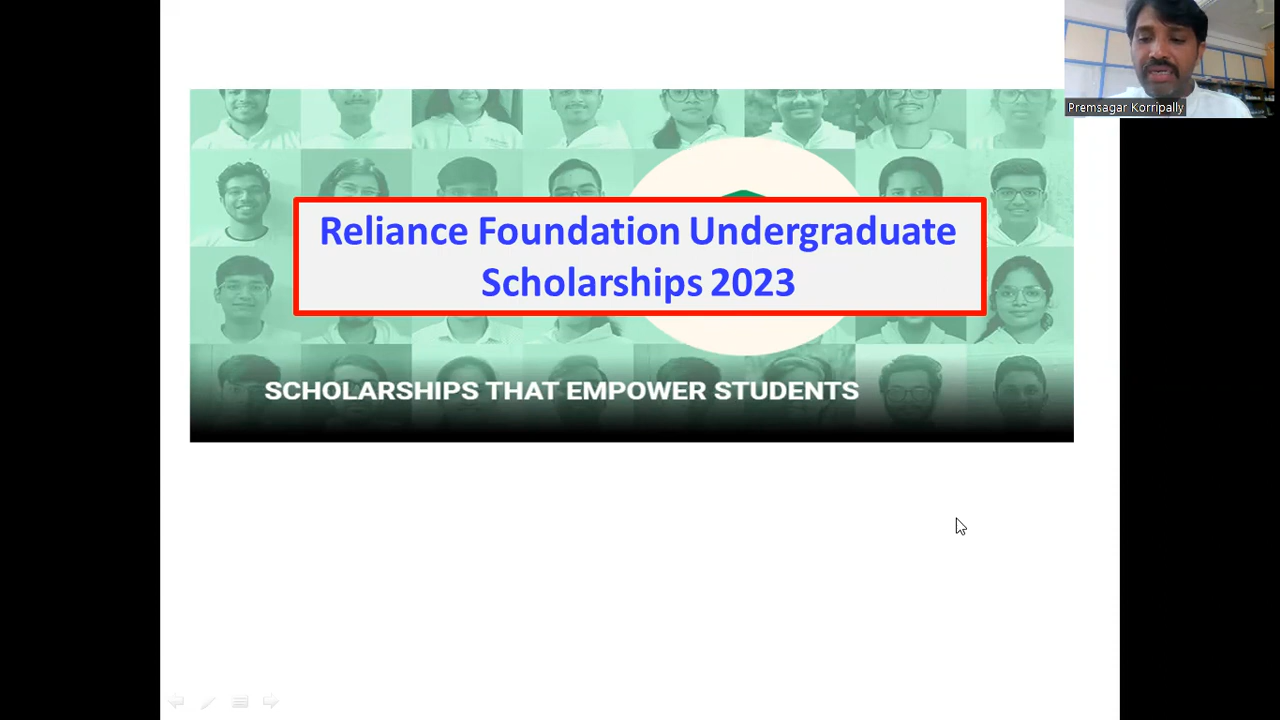 Premsagar Korripally
Reliance Foundation Undergraduate
Scholarships 2023
SCHOLARSHIPS THAT EMPOWER STUDENTS